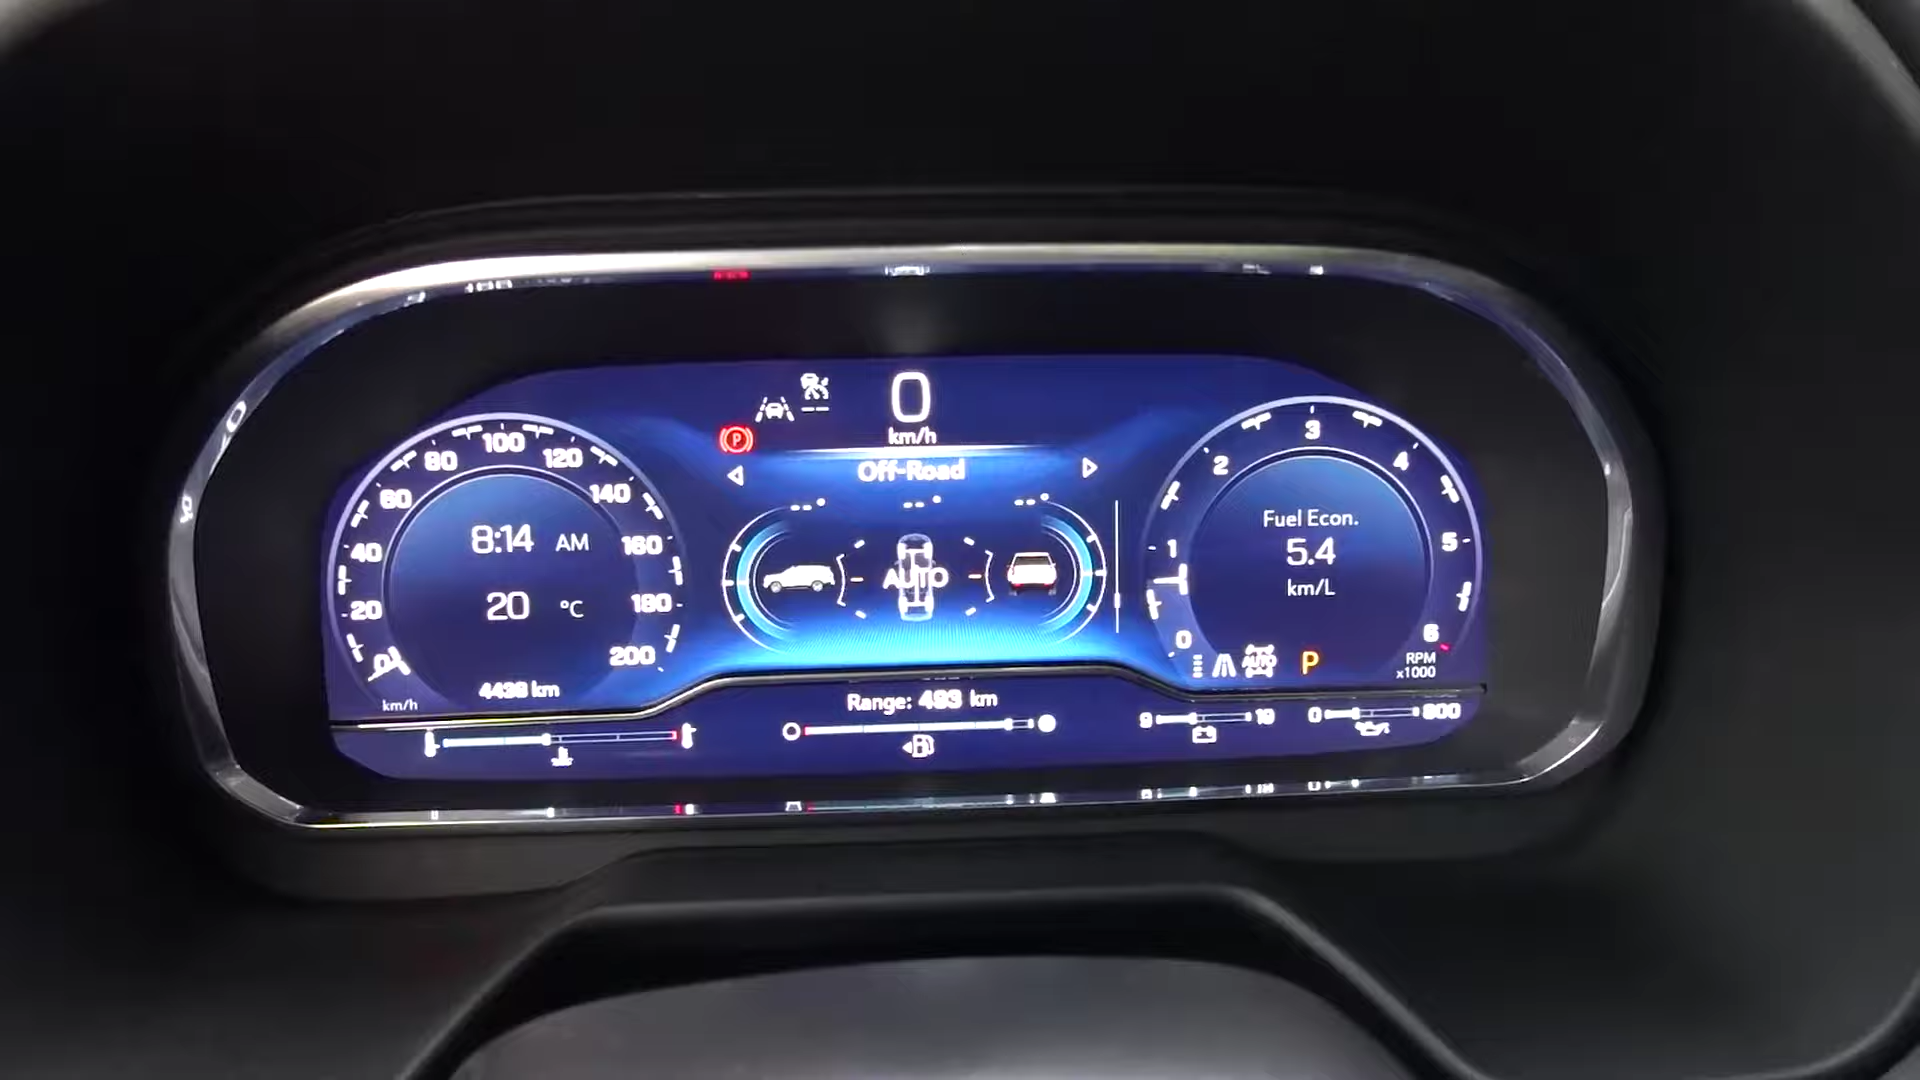 0
km/h
Off-Road
P
0
20
40
60
80
100
120
140
160
180
200
km/h
8:14 AM
20 °C
4438 km
AUTO
0
1
2
3
4
5
6
RPM
x1000
Fuel Econ.
5.4
km/L
AUTO
P
Range: 493 km
9 19
0 800